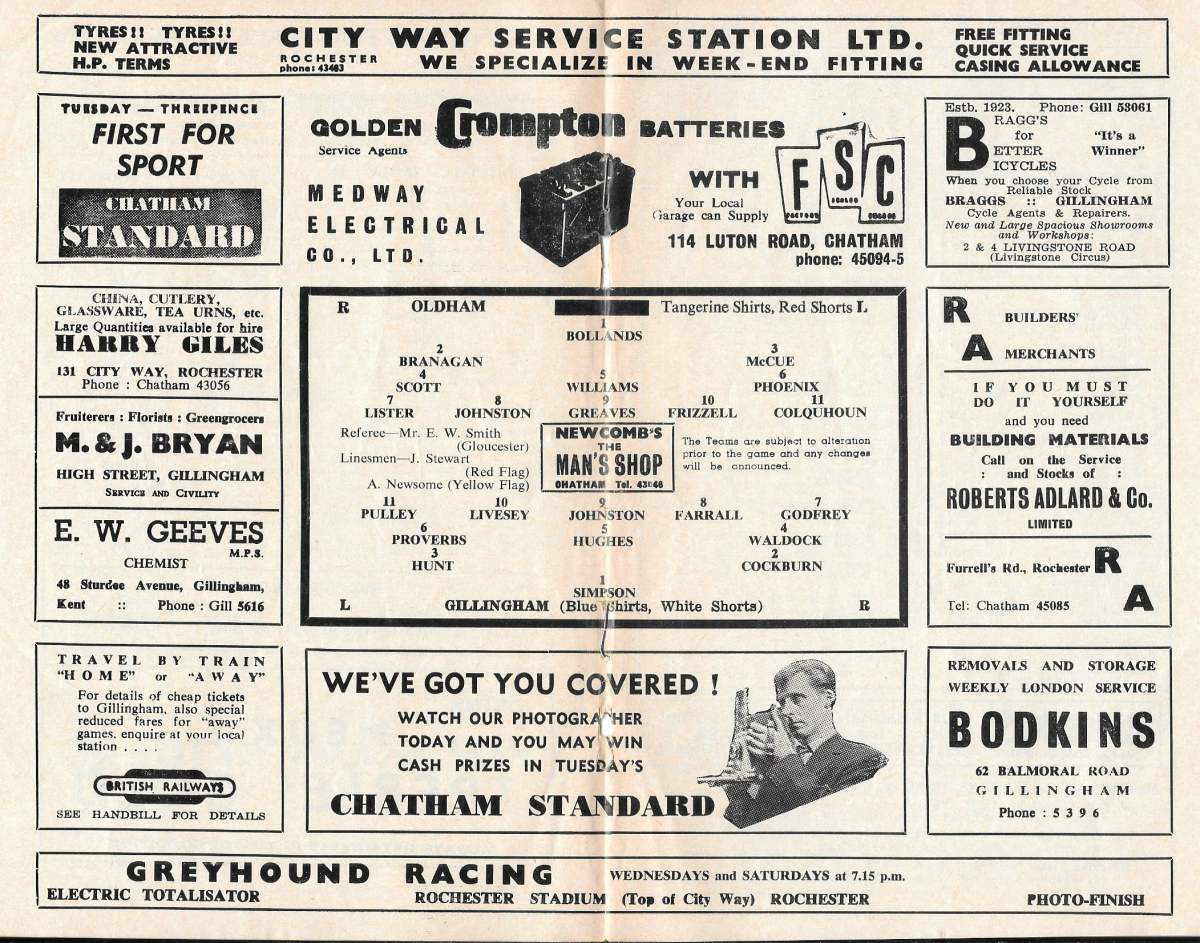 TYRES!! TYRES!!
NEW ATTRACTIVE
H.P. TERMS
CITY WAY SERVICE STATION LTD.
ROCHESTER
phone: 43483
WE SPECIALIZE IN WEEK-END FITTING
FREE FITTING
QUICK SERVICE
CASING ALLOWANCE
TUESDAY — THREEPENCE
FIRST FOR
SPORT
CHATHAM
STANDARD
GOLDEN Crompton BATTERIES
Service Agents
MEDWAY
ELECTRICAL
CO., LTD.
WITH
FSC
Your Local
Garage can Supply
114 LUTON ROAD, CHATHAM
phone: 45094-5
Estb. 1923. Phone: Gill 53061
BRAGG'S
for
BETTER
BICYCLES
"It's a
Winner"
When you choose your Cycle from
Reliable Stock
BRAGGS :: GILLINGHAM
Cycle Agents & Repairers.
New and Large Spacious Showrooms
and Workshops:
2 & 4 LIVINGSTONE ROAD
(Livingstone Circus)
CHINA, CUTLERY,
GLASSWARE, TEA URNS, etc.
Large Quantities available for hire
HARRY GILES
131 CITY WAY, ROCHESTER
Phone : Chatham 43056
Fruiterers : Florists : Greengrocers
M. & J. BRYAN
HIGH STREET, GILLINGHAM
SERVICE AND CIVILITY
E. W. GEEVES
M.P.S.
CHEMIST
48 Sturdee Avenue, Gillingham,
Kent :: Phone : Gill 5616
R OLDHAM Tangerine Shirts, Red Shorts L
1
BOLLANDS
2 3
BRANAGAN McCUE
4 5 6
SCOTT WILLIAMS PHOENIX
7 8 9 10 11
LISTER JOHNSTON GREAVES FRIZZELL COLQUHOUN
Referee—Mr. E. W. Smith
(Gloucester)
Linesmen—J. Stewart
(Red Flag)
A. Newsome (Yellow Flag)
NEWCOMB'S
THE
MAN'S SHOP
CHATHAM Tel.
The Teams are subject to alteration
prior to the game and any changes
will be announced.
11 10 9 8 7
PULLEY LIVESEY JOHNSTON FARRALL GODFREY
6 5 4
PROVERBS HUGHES WALDOCK
3 2
HUNT COCKBURN
1
SIMPSON
L GILLINGHAM (Blue Shirts, White Shorts) R
R BUILDERS'
A MERCHANTS
IF YOU MUST
DO IT YOURSELF
and you need
BUILDING MATERIALS
Call on the Service
: and Stocks of :
ROBERTS ADLARD & Co.
LIMITED
Furrell's Rd., Rochester R
Tel: Chatham 45085 A
TRAVEL BY TRAIN
"HOME" or "AWAY"
For details of cheap tickets
to Gillingham, also special
reduced fares for "away"
games, enquire at your local
station . . . .
BRITISH RAILWAYS
SEE HANDBILL FOR DETAILS
WE'VE GOT YOU COVERED !
WATCH OUR PHOTOGRAPHER
TODAY AND YOU MAY WIN
CASH PRIZES IN TUESDAY'S
CHATHAM STANDARD
REMOVALS AND STORAGE
WEEKLY LONDON SERVICE
BODKINS
62 BALMORAL ROAD
GILLINGHAM
Phone : 5396
GREYHOUND RACING WEDNESDAYS and SATURDAYS at 7.15 p.m.
ELECTRIC TOTALISATOR ROCHESTER STADIUM (Top of City Way) ROCHESTER PHOTO-FINISH